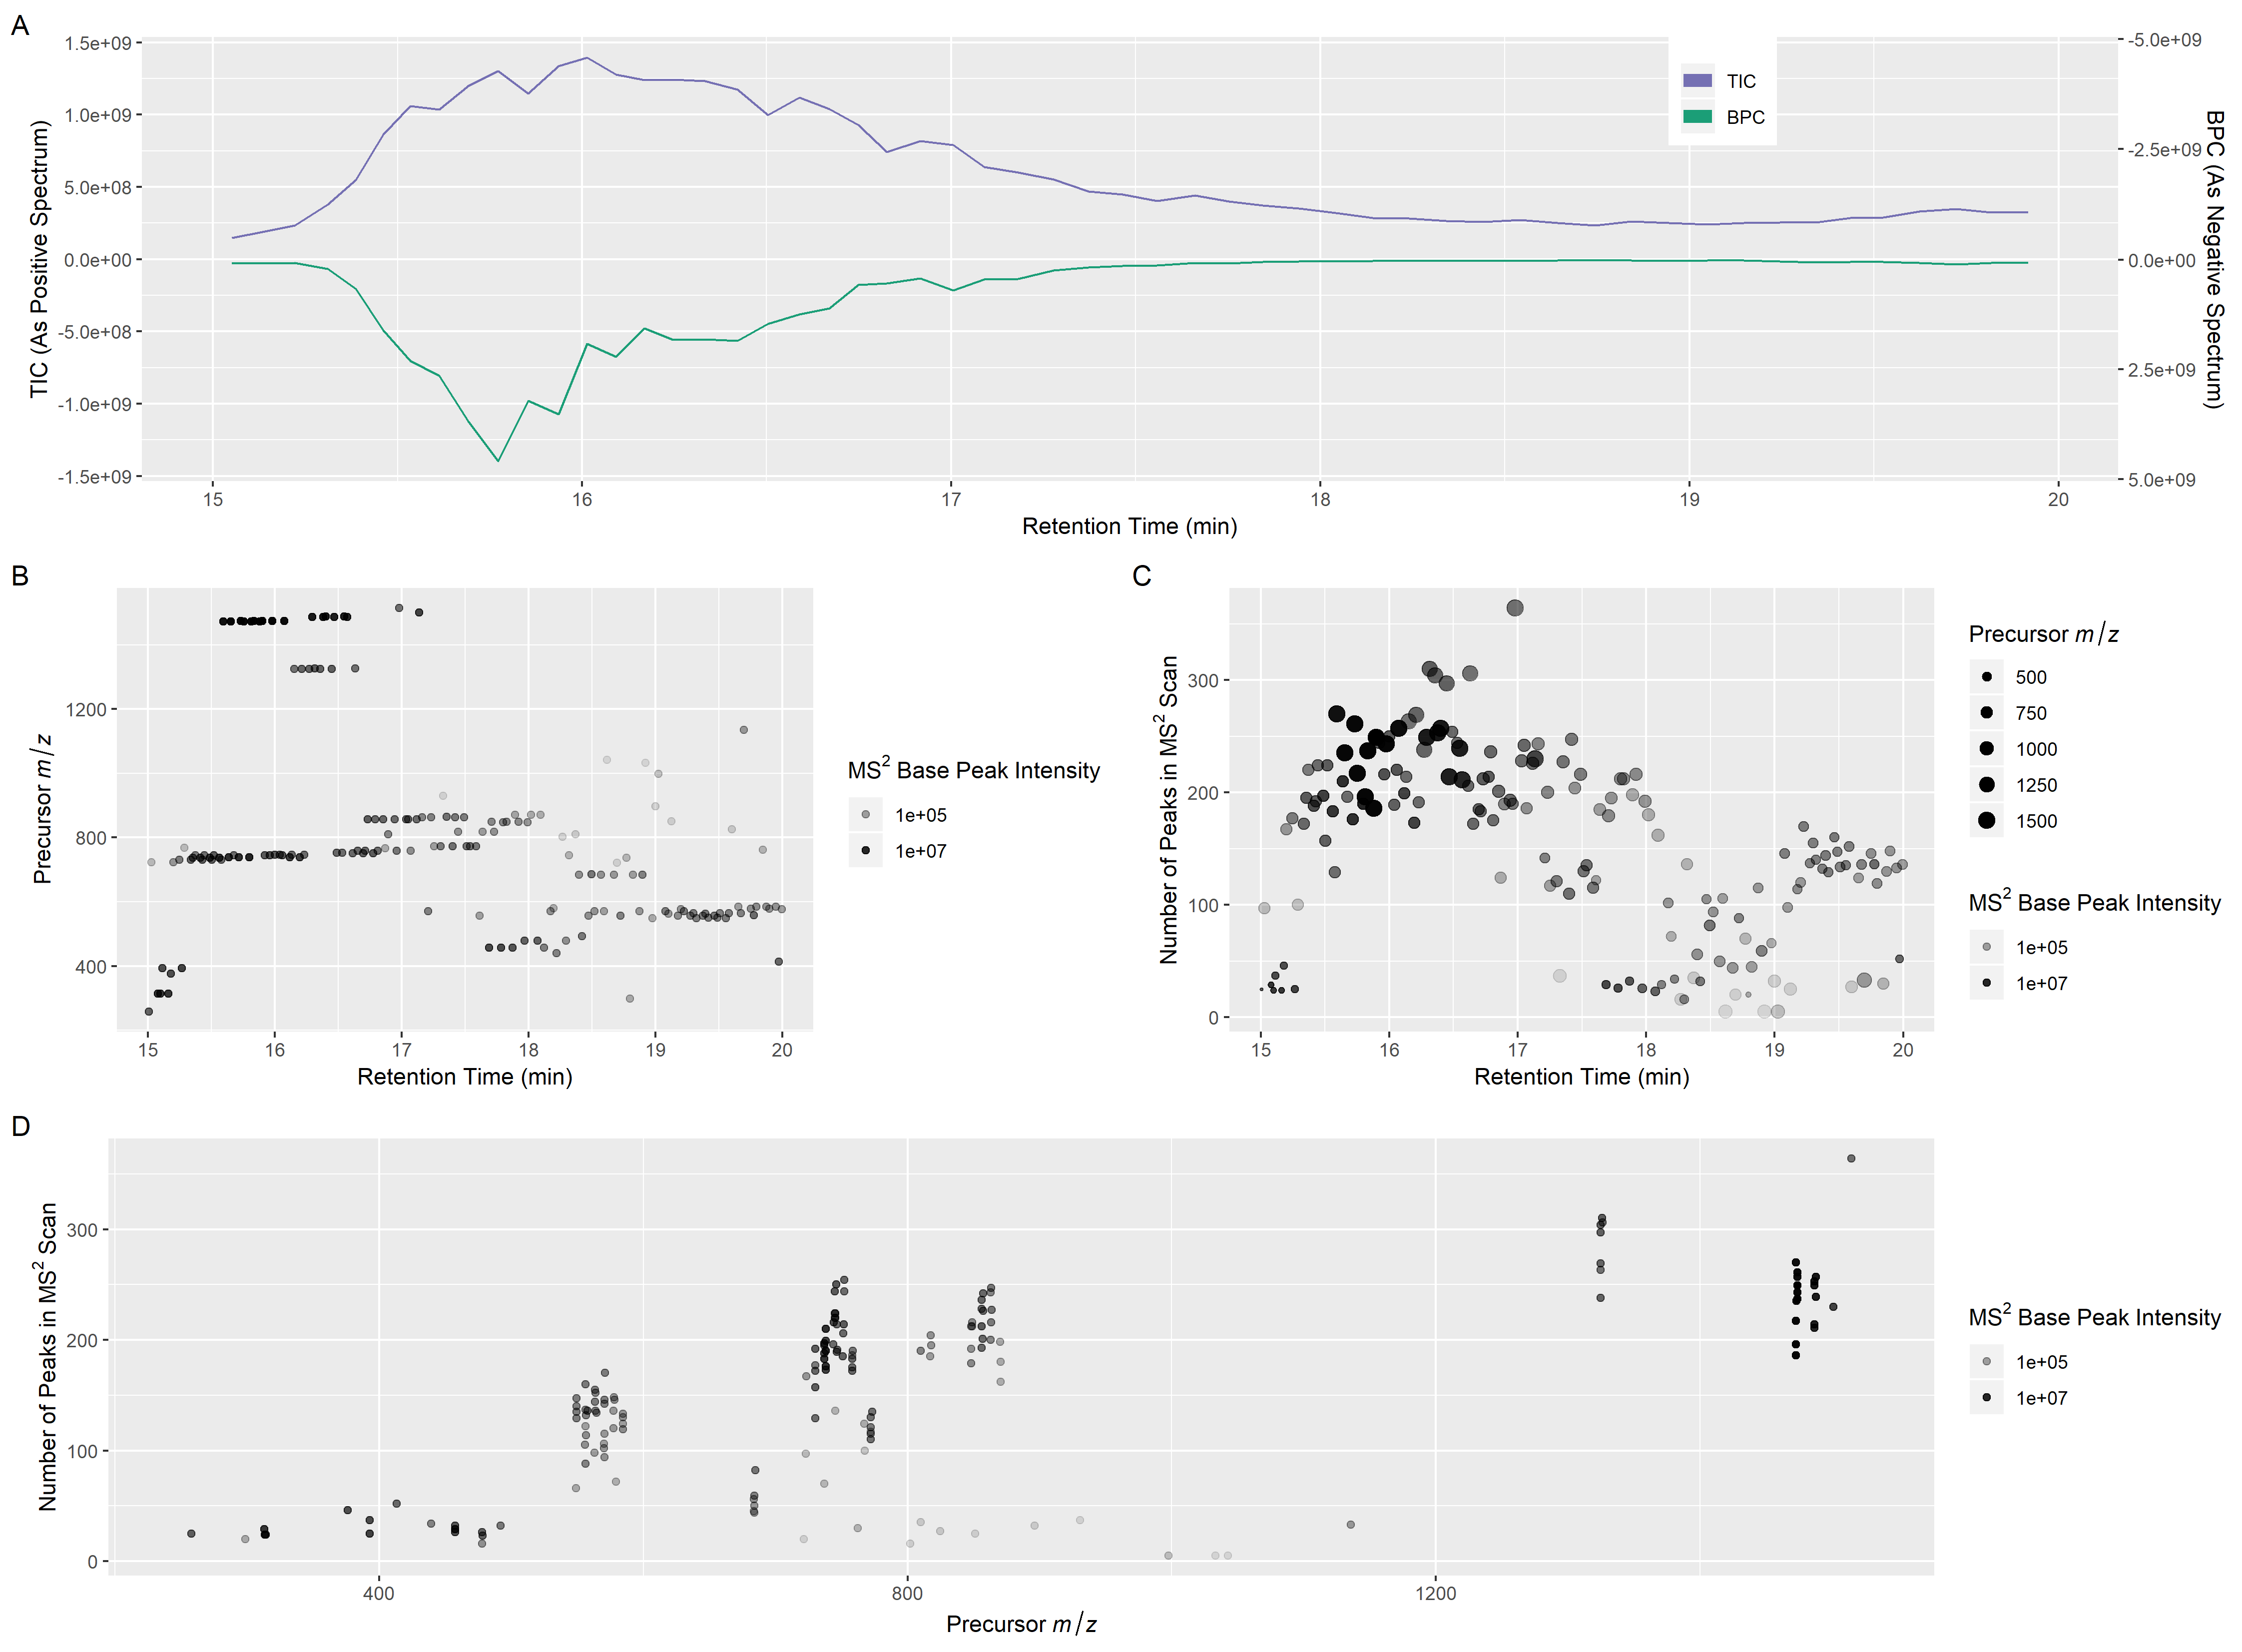 A
1.5e+09
1.0e+09
5.0e+08
0.0e+00
-5.0e+08
-1.0e+09
-1.5e+09
TIC (As Positive Spectrum)
TIC
BPC
-5.0e+09
-2.5e+09
0.0e+00
2.5e+09
5.0e+09
BPC (As Negative Spectrum)
15 16 17 18 19 20
Retention Time (min)
B
1200
800
400
Precursor m/z
15 16 17 18 19 20
Retention Time (min)
MS² Base Peak Intensity
1e+05
1e+07
C
300
200
100
0
Number of Peaks in MS² Scan
15 16 17 18 19 20
Retention Time (min)
Precursor m/z
500
750
1000
1250
1500
MS² Base Peak Intensity
1e+05
1e+07
D
300
200
100
0
Number of Peaks in MS² Scan
400 800 1200
Precursor m/z
MS² Base Peak Intensity
1e+05
1e+07